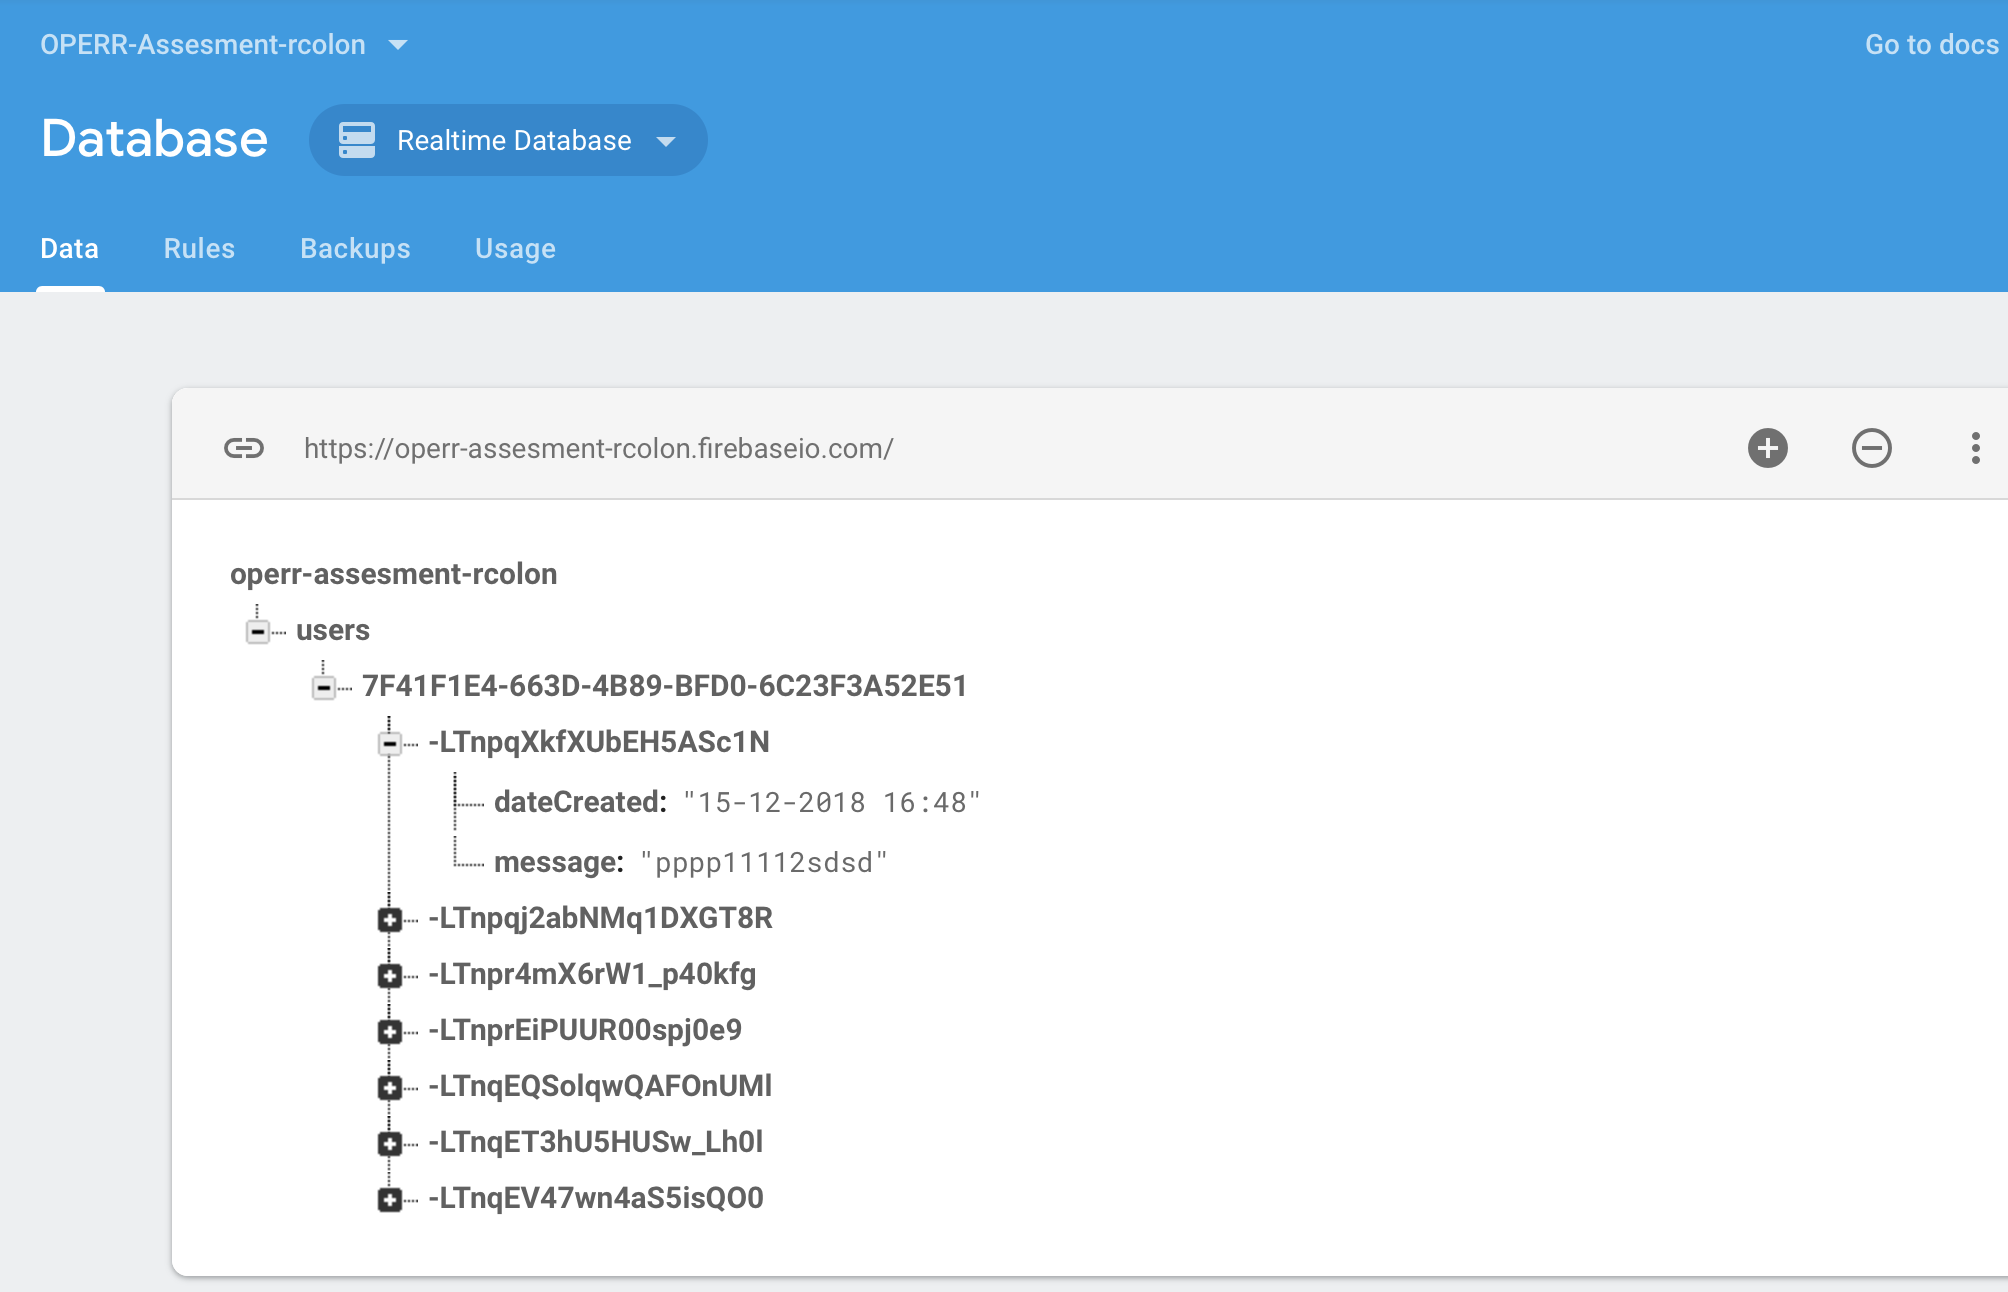 OPERR-Assesment-rcolon
Go to docs
Database
Realtime Database
Data Rules Backups Usage
https://operr-assesment-rcolon.firebaseio.com/
operr-assesment-rcolon
users
7F41F1E4-663D-4B89-BFD0-6C23F3A52E51
-LTnpqXkfXUbEH5ASc1N
dateCreated: "15-12-2018 16:48"
message: "pppp11112sdsd"
-LTnpqj2abNMq1DXGT8R
-LTnpr4mX6rW1_p40kfg
-LTnprEiPUUR00spj0e9
-LTnqEQSolqwQAFOnUMl
-LTnqET3hU5HUSw_Lh0l
-LTnqEV47wn4aS5isQO0